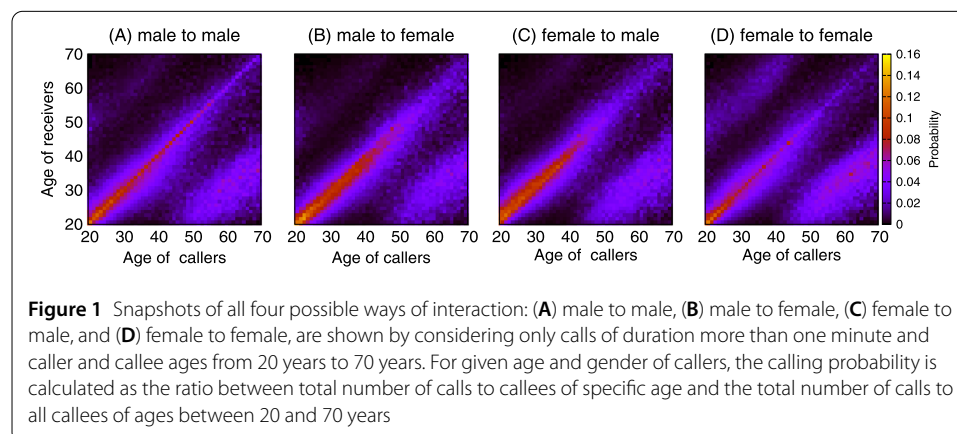 (A) male to male (B) male to female (C) female to male (D) female to female
70 0.16
60 0.14
0.12
50 0.1
0.08
40 0.06
30 0.04
0.02
20 0
Age of receivers
Probability
20 30 40 50 60 70 20 30 40 50 60 70 20 30 40 50 60 70 20 30 40 50 60 70
Age of callers Age of callers Age of callers Age of callers
Figure 1 Snapshots of all four possible ways of interaction: (A) male to male, (B) male to female, (C) female to
male, and (D) female to female, are shown by considering only calls of duration more than one minute and
caller and callee ages from 20 years to 70 years. For given age and gender of callers, the calling probability is
calculated as the ratio between total number of calls to callees of specific age and the total number of calls to
all callees of ages between 20 and 70 years